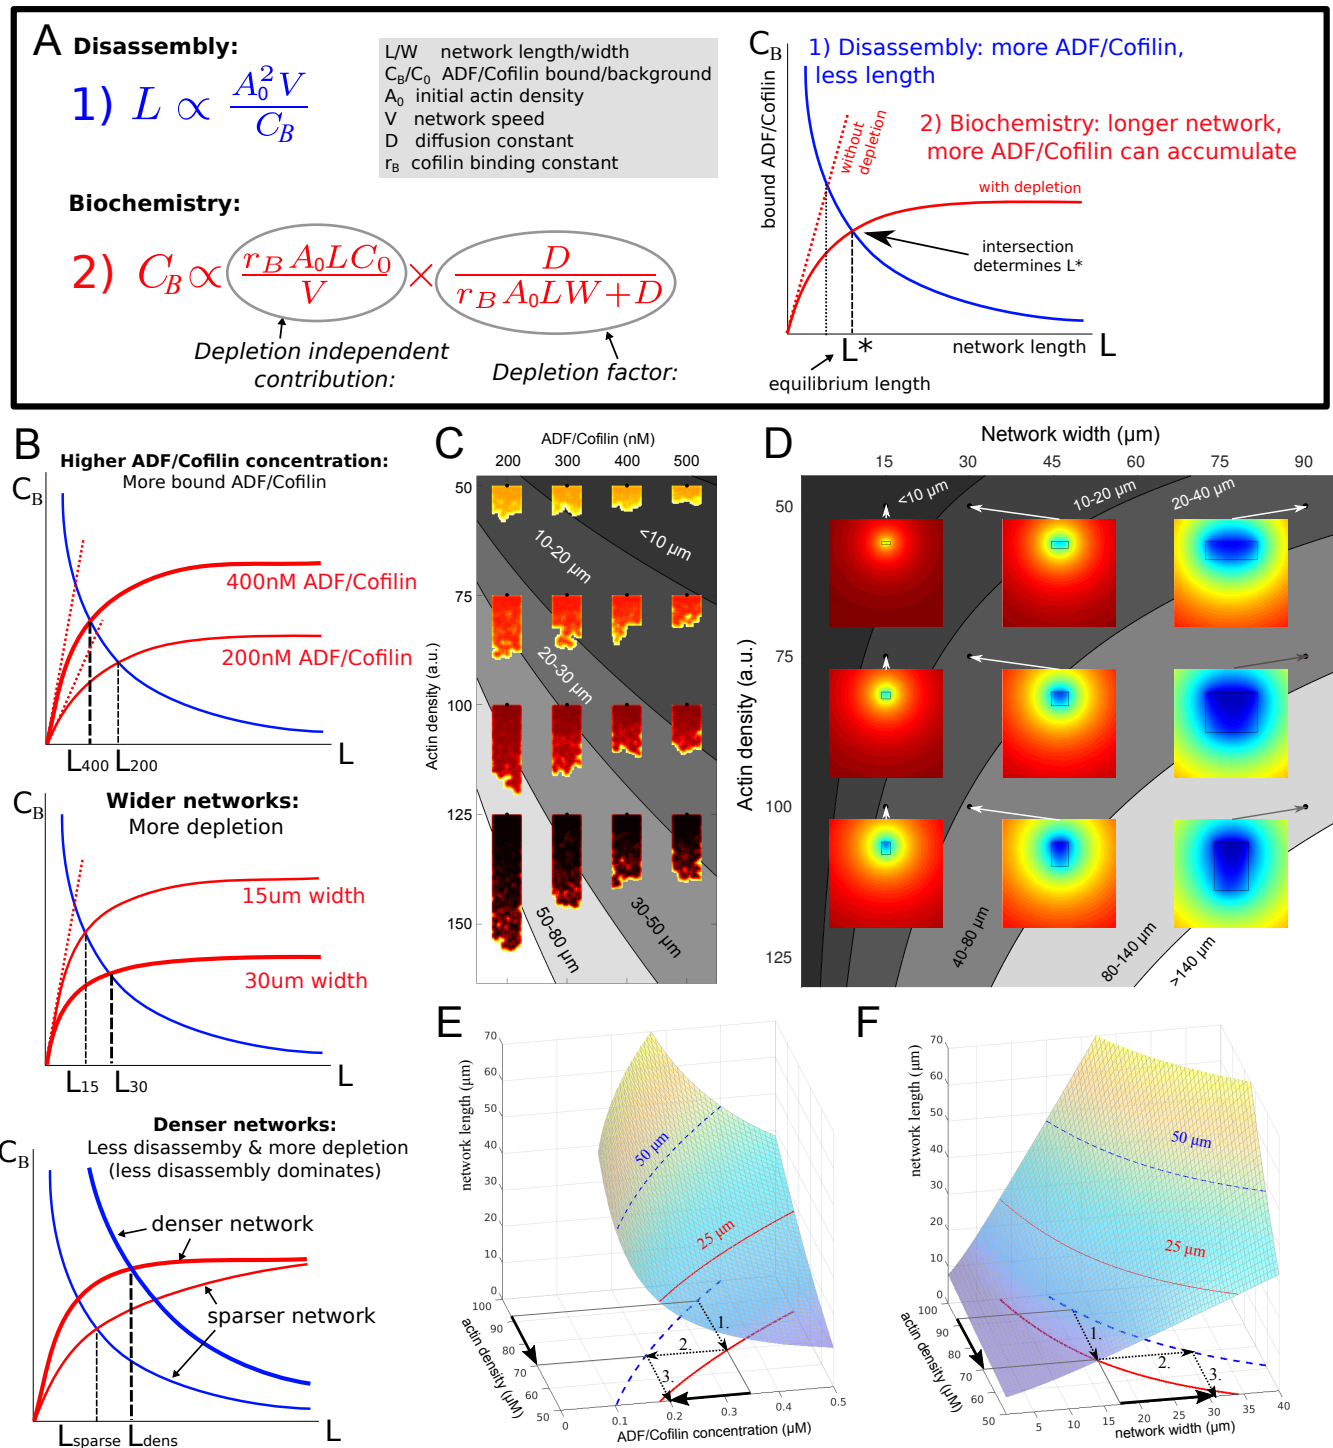 A
Disassembly:
1) L ∝ A₀² V / C_B
L/W network length/width
C_B/C₀ ADF/Cofilin bound/background
A₀ initial actin density
V network speed
D diffusion constant
r_B cofilin binding constant
Biochemistry:
2) C_B ∝ r_B A₀ L C₀ / V × D / r_B A₀ L W + D
Depletion independent
contribution:
Depletion factor:
C_B
bound ADF/Cofilin
1) Disassembly: more ADF/Cofilin,
less length
without
depletion
2) Biochemistry: longer network,
more ADF/Cofilin can accumulate
with depletion
intersection
determines L*
L*
network length L
equilibrium length
B
Higher ADF/Cofilin concentration:
More bound ADF/Cofilin
C_B
400nM ADF/Cofilin
200nM ADF/Cofilin
L₄₀₀ L₂₀₀ L
Wider networks:
More depletion
C_B
15um width
30um width
L₁₅ L₃₀ L
Denser networks:
Less disassemby & more depletion
(less disassembly dominates)
C_B
denser network
sparser network
L_sparse L_dens L
C
ADF/Cofilin (nM)
200 300 400 500
Actin density (a.u.)
50
75
100
125
150
<10 µm
10-20 µm
20-30 µm
30-50 µm
50-80 µm
D
Network width (µm)
15 30 45 60 75 90
Actin density (a.u.)
50
75
100
125
<10 µm
10-20 µm
20-40 µm
40-80 µm
80-140 µm
>140 µm
E
network length (µm)
70
60
50
40
30
20
10
0
50 µm
25 µm
1.
2.
3.
100
90
80
70
60
50
actin density (µM)
0 0.1 0.2 0.3 0.4 0.5
ADF/Cofilin concentration (µM)
F
network length (µm)
70
60
50
40
30
20
10
0
50 µm
25 µm
1.
2.
3.
100
90
80
70
60
50
actin density (µM)
5 10 15 20 25 30 35 40
network width (µm)